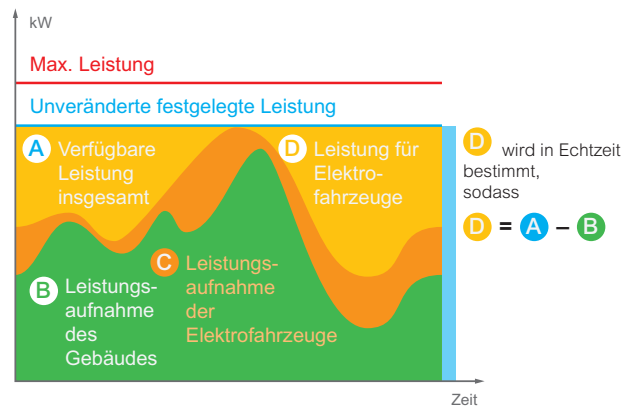 kW
Max. Leistung
Unveränderte festgelegte Leistung
A Verfügbare
Leistung
insgesamt
D Leistung für
Elektro-
fahrzeuge
B Leistungs-
aufnahme
des
Gebäudes
C Leistungs-
aufnahme
der
Elektrofahrzeuge
Zeit
D wird in Echtzeit
bestimmt,
sodass
D = A – B